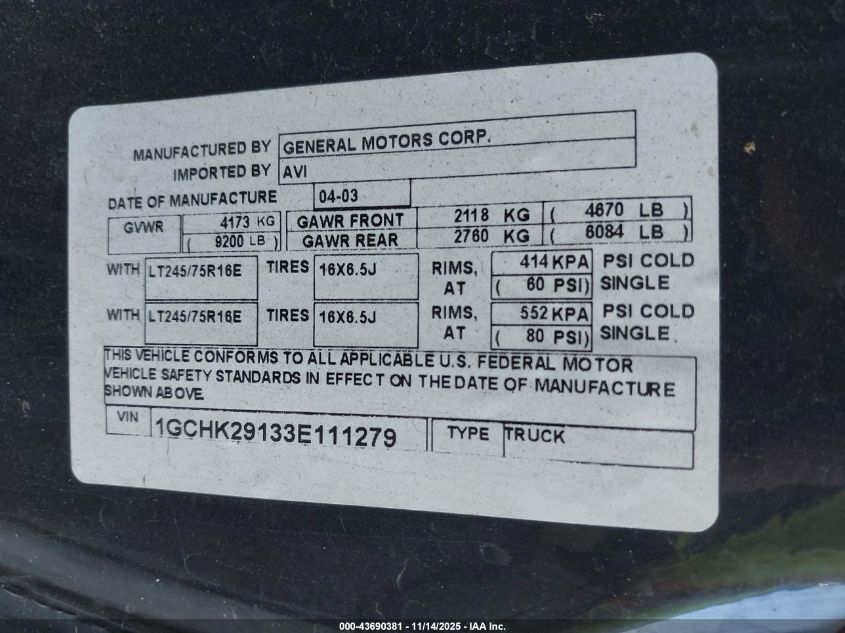 MANUFACTURED BY GENERAL MOTORS CORP.
IMPORTED BY AVI
DATE OF MANUFACTURE 04-03
GVWR 4173 KG GAWR FRONT 2118 KG ( 4670 LB )
( 9200 LB ) GAWR REAR 2760 KG ( 6084 LB )
WITH LT245/75R16E TIRES 16X6.5J RIMS, 414 KPA PSI COLD
AT ( 60 PSI) SINGLE
WITH LT245/75R16E TIRES 16X6.5J RIMS, 552 KPA PSI COLD
AT ( 80 PSI) SINGLE
THIS VEHICLE CONFORMS TO ALL APPLICABLE U.S. FEDERAL MOTOR
VEHICLE SAFETY STANDARDS IN EFFECT ON THE DATE OF MANUFACTURE
SHOWN ABOVE
VIN 1GCHK29133E111279 TYPE TRUCK
000-43690381 - 11/14/2025 - IAA Inc.